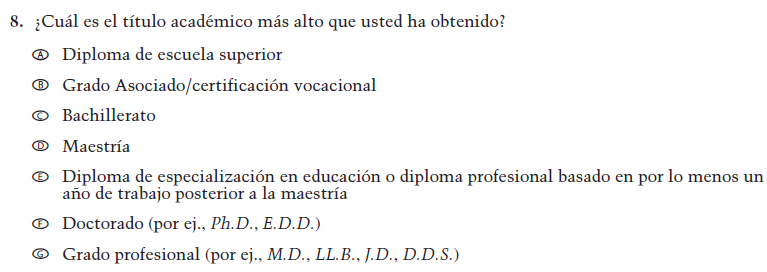 8. ¿Cuál es el título académico más alto que usted ha obtenido?
A Diploma de escuela superior
B Grado Asociado/certificación vocacional
C Bachillerato
D Maestría
E Diploma de especialización en educación o diploma profesional basado en por lo menos un
año de trabajo posterior a la maestría
F Doctorado (por ej., Ph.D., E.D.D.)
G Grado profesional (por ej., M.D., LL.B., J.D., D.D.S.)